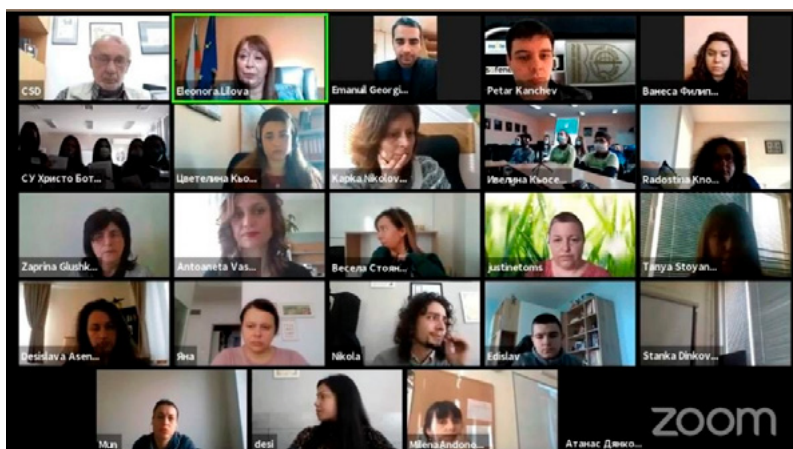 CSD
Eleonora Lilova
Emanuil Georgi...
Petar Kanchev
Ванеса Филип...
СУ Христо Бот...
Цветелина Кьо...
Kapka Nikolov...
Ивелина Кьосе...
Radostina Kno...
Zaprina Glushk...
Antoaneta Vas...
Весела Стоян...
justinetoms
Tanya Stoyan...
Desislava Asen...
Яна
Nikola
Edislav
Stanka Dinkov...
Mun
desi
Milena Andono...
Атанас Дянко...
zoom